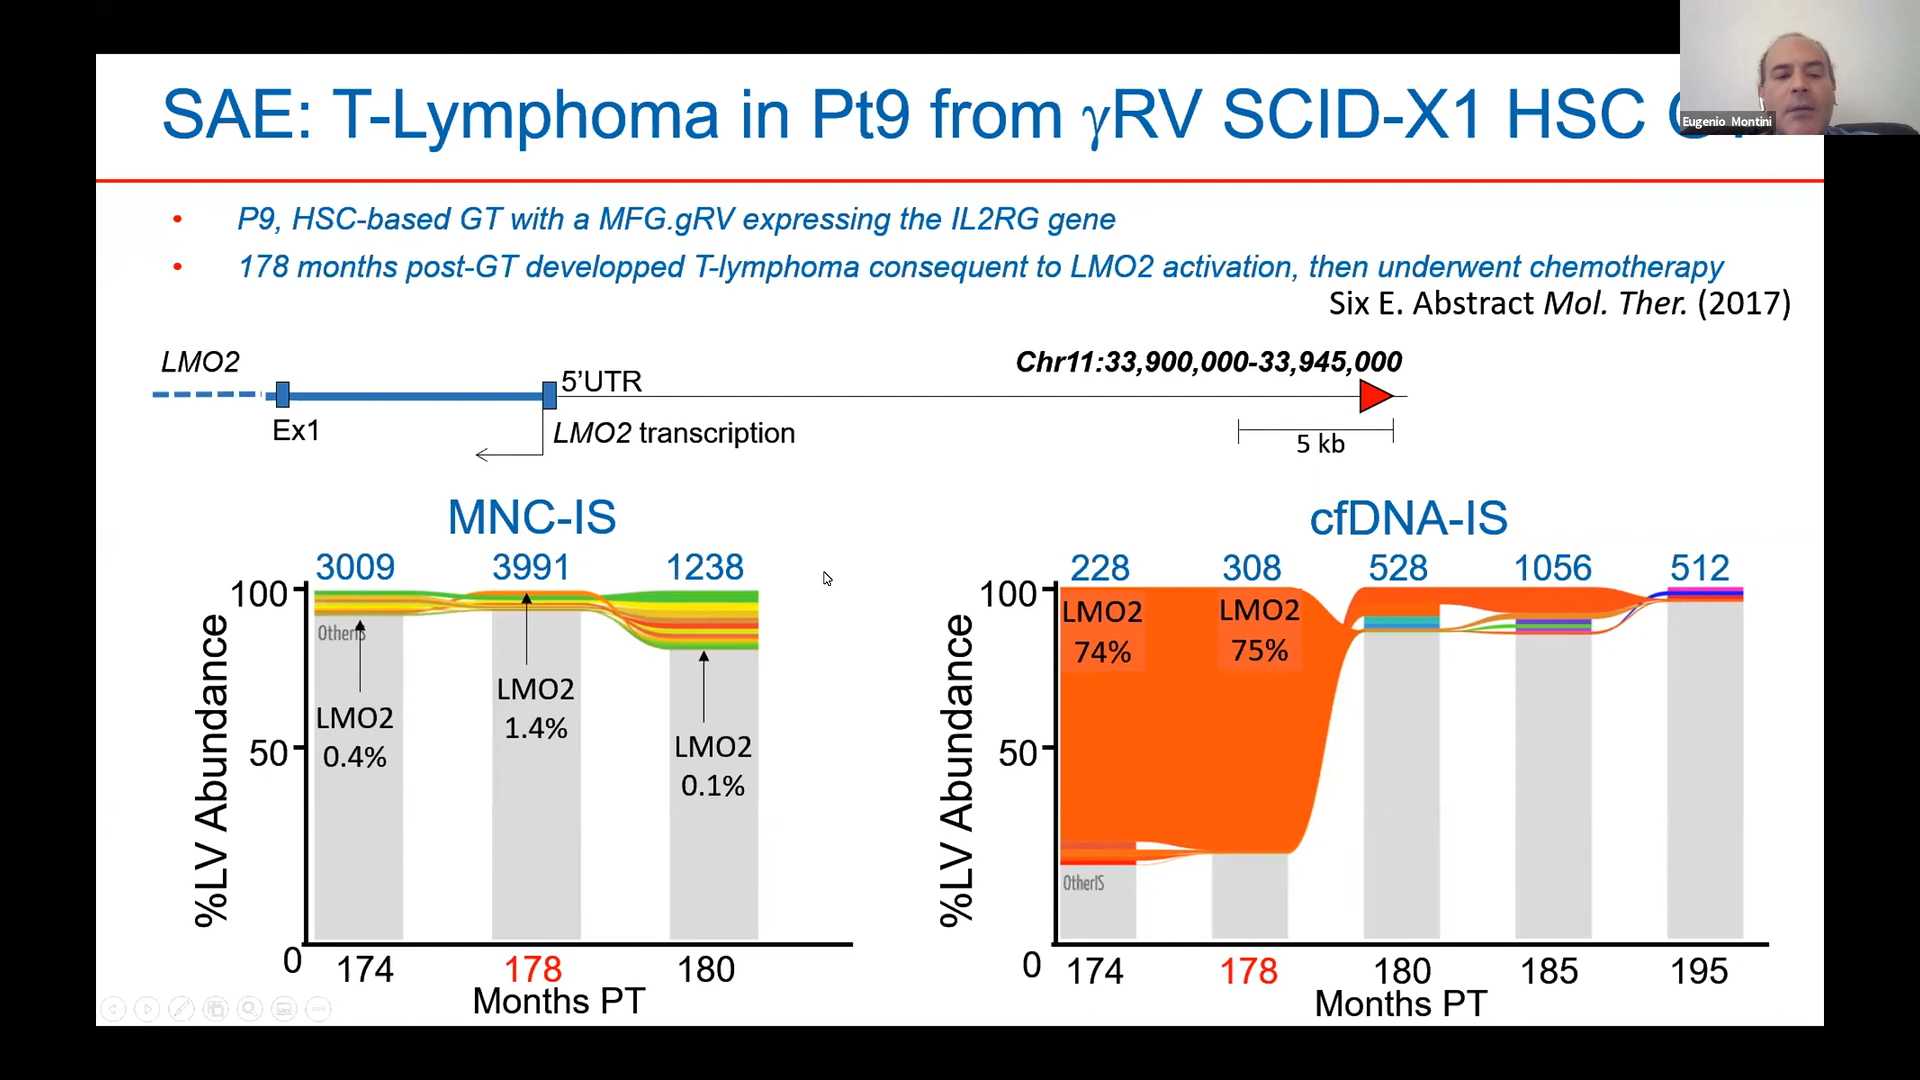 SAE: T-Lymphoma in Pt9 from γRV SCID-X1 HSC
Eugenio Montini
• P9, HSC-based GT with a MFG.gRV expressing the IL2RG gene
• 178 months post-GT developped T-lymphoma consequent to LMO2 activation, then underwent chemotherapy
Six E. Abstract Mol. Ther. (2017)
LMO2
5'UTR
Chr11:33,900,000-33,945,000
Ex1
LMO2 transcription
5 kb
MNC-IS
3009 3991 1238
%LV Abundance
100
50
0
OtherIS
LMO2
0.4%
LMO2
1.4%
LMO2
0.1%
174 178 180
Months PT
cfDNA-IS
228 308 528 1056 512
%LV Abundance
100
50
0
LMO2
74%
LMO2
75%
OtherIS
174 178 180 185 195
Months PT